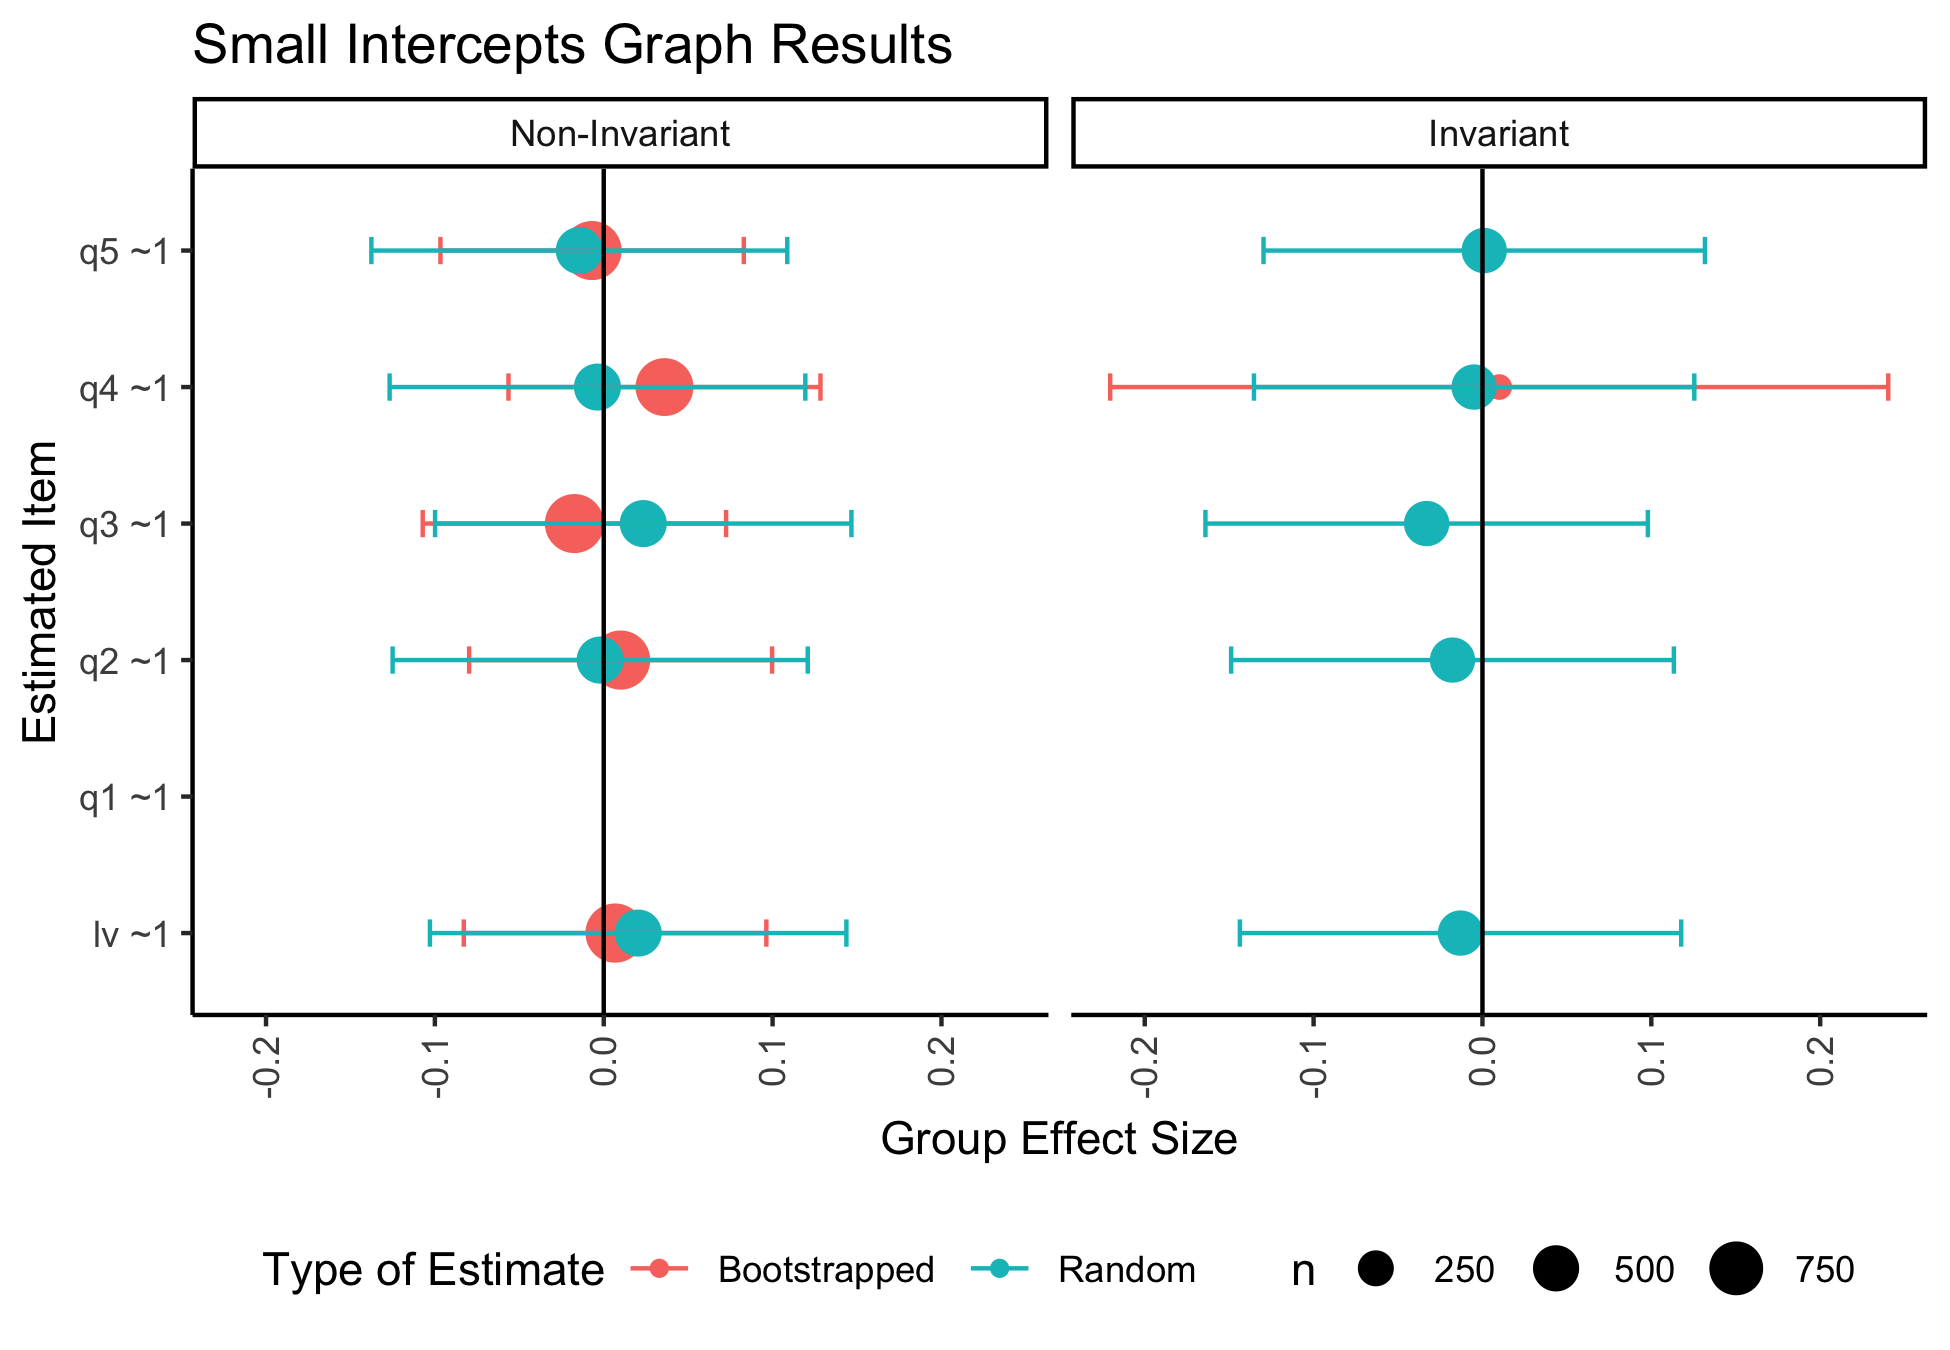 Small Intercepts Graph Results
Non-Invariant
Invariant
Estimated Item
q5 ~1
q4 ~1
q3 ~1
q2 ~1
q1 ~1
lv ~1
-0.2
-0.1
0.0
0.1
0.2
-0.2
-0.1
0.0
0.1
0.2
Group Effect Size
Type of Estimate Bootstrapped Random n 250 500 750